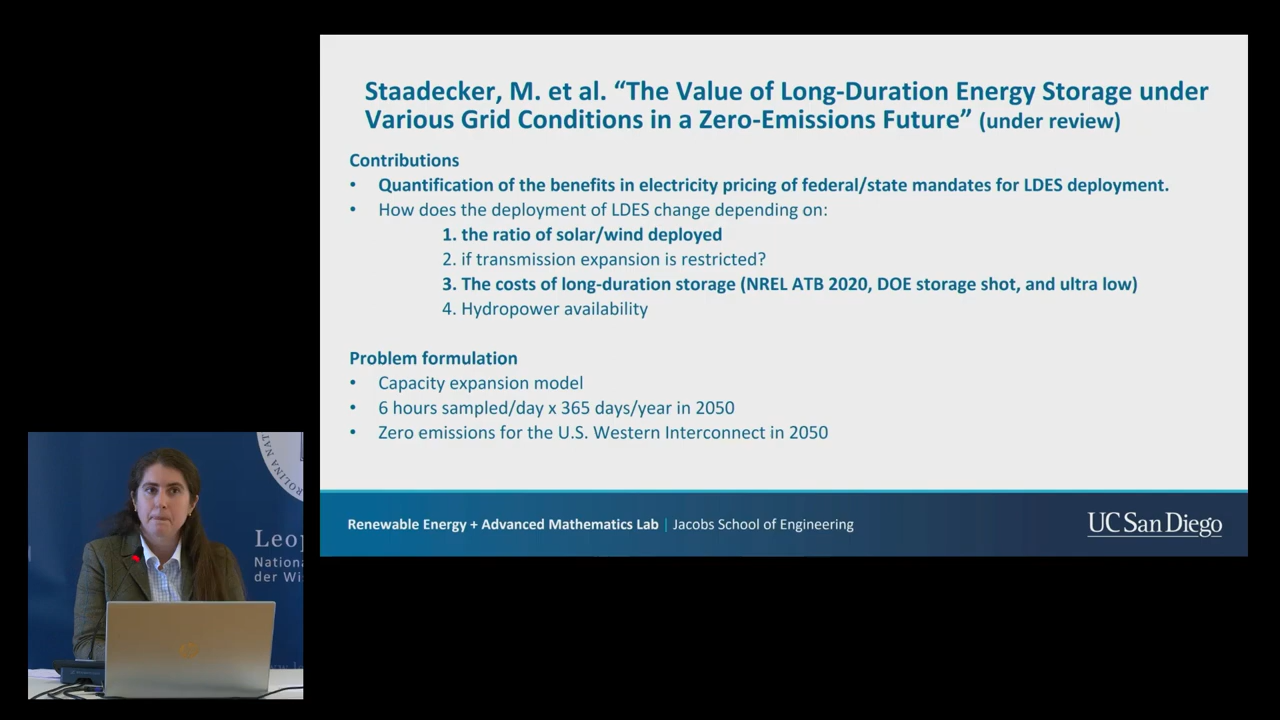 Staadecker, M. et al. “The Value of Long-Duration Energy Storage under
Various Grid Conditions in a Zero-Emissions Future” (under review)
Contributions
• Quantification of the benefits in electricity pricing of federal/state mandates for LDES deployment.
• How does the deployment of LDES change depending on:
1. the ratio of solar/wind deployed
2. if transmission expansion is restricted?
3. The costs of long-duration storage (NREL ATB 2020, DOE storage shot, and ultra low)
4. Hydropower availability
Problem formulation
• Capacity expansion model
• 6 hours sampled/day x 365 days/year in 2050
• Zero emissions for the U.S. Western Interconnect in 2050
Renewable Energy + Advanced Mathematics Lab | Jacobs School of Engineering
UC San Diego
Leop
Nationa
der Wi